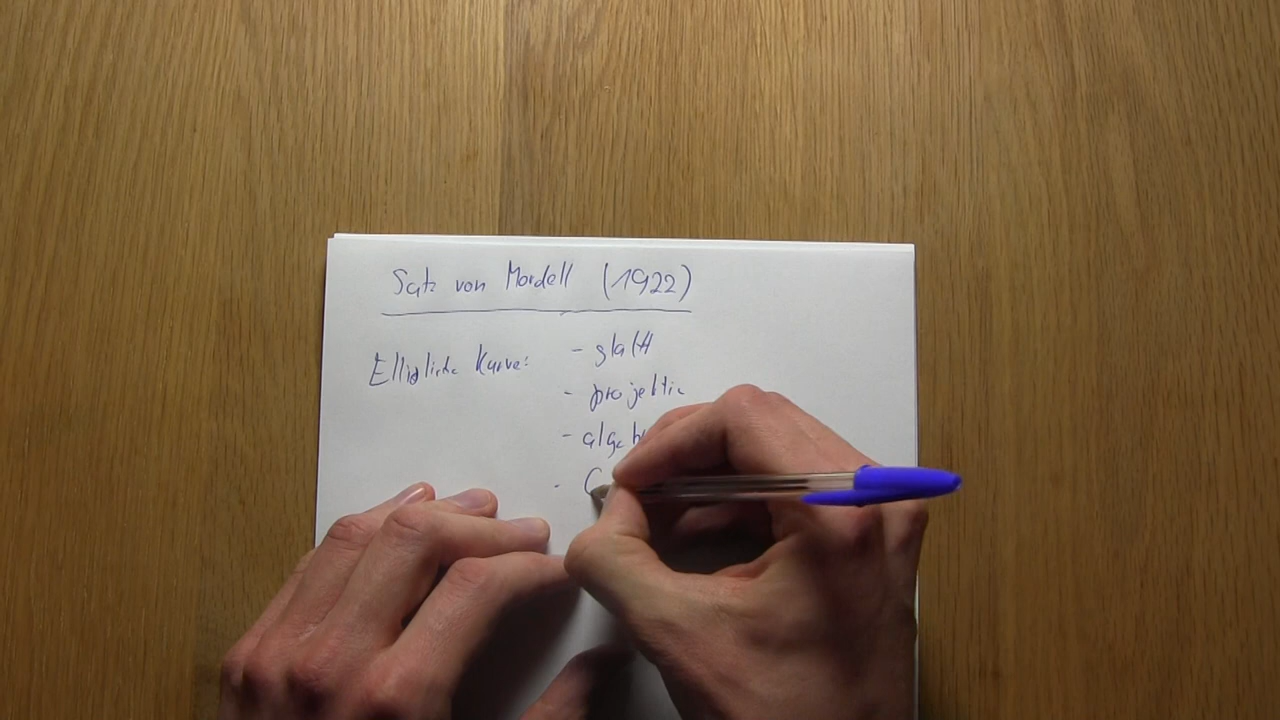 Satz von Mordell (1922)
Elliptische Kurve: - glatt
- projektiv
- algeb
- G